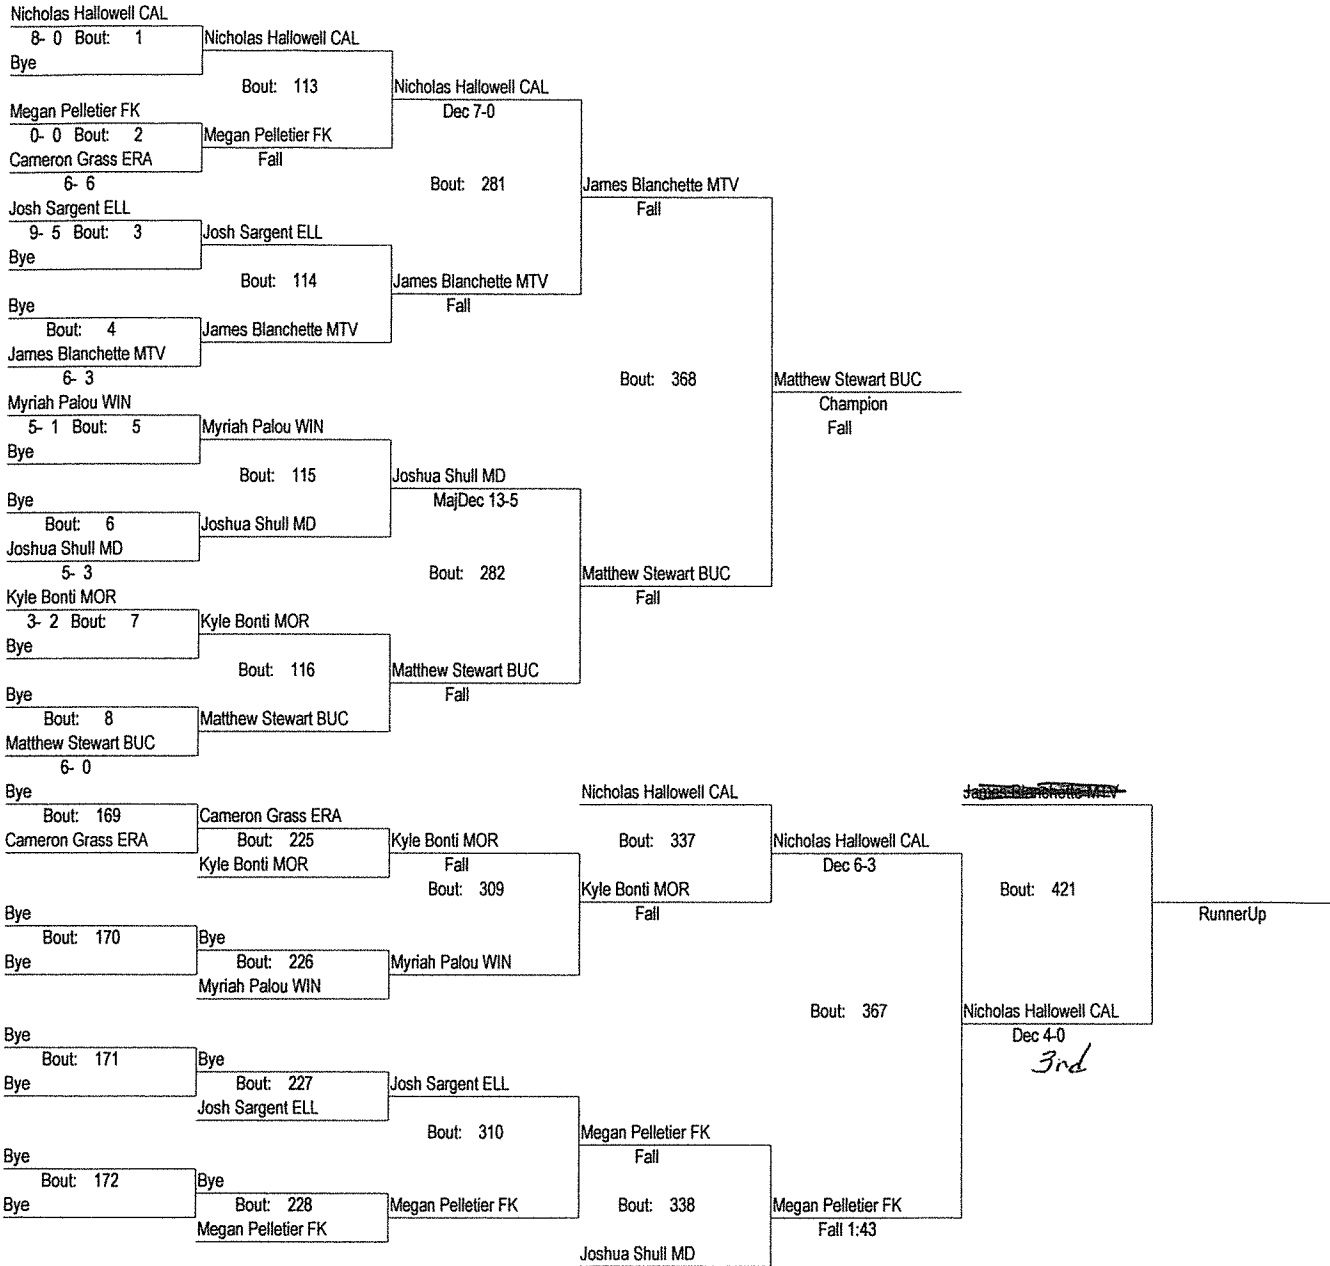 Nicholas Hallowell CAL
8- 0 Bout: 1
Bye
Nicholas Hallowell CAL
Bout: 113
Nicholas Hallowell CAL
Dec 7-0
Megan Pelletier FK
0- 0 Bout: 2
Cameron Grass ERA
6- 6
Megan Pelletier FK
Fall
Bout: 281
James Blanchette MTV
Fall
Josh Sargent ELL
9- 5 Bout: 3
Bye
Josh Sargent ELL
Bout: 114
James Blanchette MTV
Fall
Bye
Bout: 4
James Blanchette MTV
6- 3
James Blanchette MTV
Bout: 368
Matthew Stewart BUC
Champion
Fall
Myriah Palou WIN
5- 1 Bout: 5
Bye
Myriah Palou WIN
Bout: 115
Joshua Shull MD
MajDec 13-5
Bye
Bout: 6
Joshua Shull MD
5- 3
Joshua Shull MD
Bout: 282
Matthew Stewart BUC
Fall
Kyle Bonti MOR
3- 2 Bout: 7
Bye
Kyle Bonti MOR
Bout: 116
Matthew Stewart BUC
Fall
Bye
Bout: 8
Matthew Stewart BUC
6- 0
Matthew Stewart BUC
Bye
Bout: 169
Cameron Grass ERA
Cameron Grass ERA
Bout: 225
Kyle Bonti MOR
Kyle Bonti MOR
Fall
Bout: 309
Nicholas Hallowell CAL
Bout: 337
Kyle Bonti MOR
Fall
Nicholas Hallowell CAL
Dec 6-3
James Blanchette MTV
Bout: 421
RunnerUp
Bye
Bout: 170
Bye
Bye
Bout: 226
Myriah Palou WIN
Myriah Palou WIN
Bout: 367
Nicholas Hallowell CAL
Dec 4-0
3rd
Bye
Bout: 171
Bye
Bye
Bout: 227
Josh Sargent ELL
Josh Sargent ELL
Bout: 310
Megan Pelletier FK
Fall
Bye
Bout: 172
Bye
Bye
Bout: 228
Megan Pelletier FK
Megan Pelletier FK
Bout: 338
Joshua Shull MD
Megan Pelletier FK
Fall 1:43